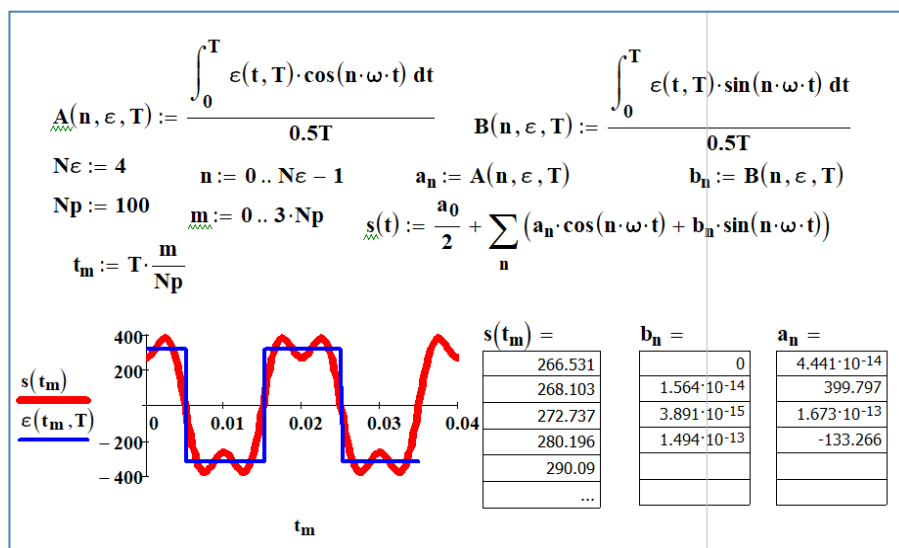 A(n, ε, T) := ∫₀ᵀ ε(t, T)·cos(n·ω·t) dt / 0.5T
B(n, ε, T) := ∫₀ᵀ ε(t, T)·sin(n·ω·t) dt / 0.5T
Nε := 4
n := 0 .. Nε − 1
aₙ := A(n, ε, T)
bₙ := B(n, ε, T)
Np := 100
m := 0 .. 3·Np
s(t) := a₀/2 + ∑ₙ (aₙ·cos(n·ω·t) + bₙ·sin(n·ω·t))
tₘ := T·m/Np
400
200
−200
−400
0
0.01
0.02
0.03
0.04
s(tₘ)
ε(tₘ, T)
tₘ
s(tₘ) =
266.531
268.103
272.737
280.196
290.09
...
bₙ =
0
1.564·10⁻¹⁴
3.891·10⁻¹⁵
1.494·10⁻¹³
aₙ =
4.441·10⁻¹⁴
399.797
1.673·10⁻¹³
-133.266